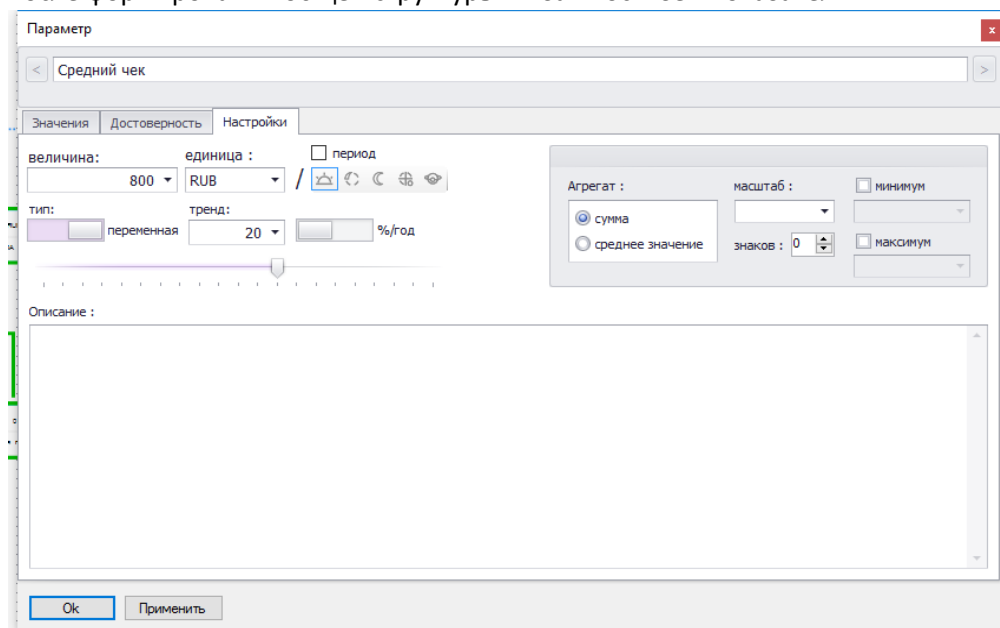 Параметр
x
< Средний чек >
Значения Достоверность Настройки
величина: единица : период
800 RUB /
тип: тренд:
переменная 20 %/год
Агрегат : масштаб : минимум
сумма
среднее значение знаков : 0 максимум
Описание :
Ok Применить